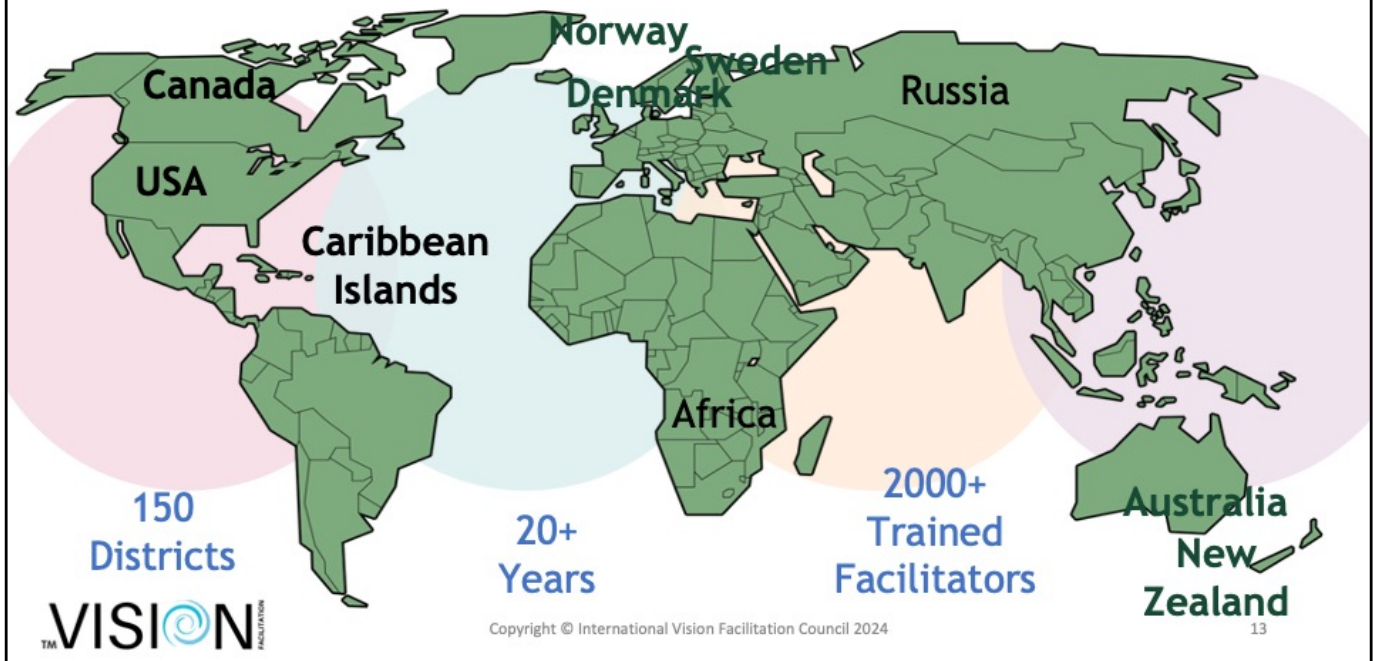 Norway
Sweden
Denmark
Canada
Russia
USA
Caribbean
Islands
Africa
150
Districts
20+
Years
2000+
Trained
Facilitators
Australia
New
Zealand
TM VISION FACILITATION
Copyright © International Vision Facilitation Council 2024
13